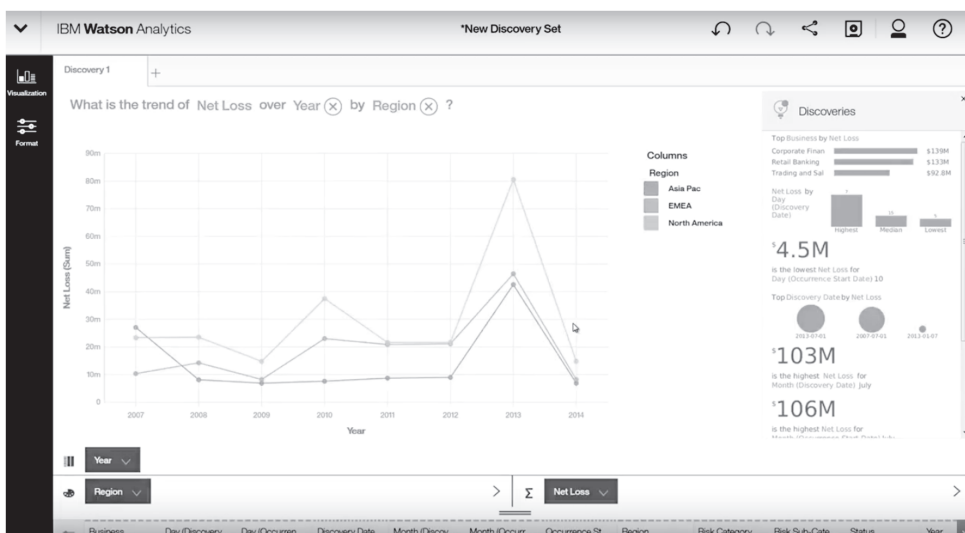 IBM Watson Analytics
*New Discovery Set
Visualization
Format
Discovery 1
+
What is the trend of Net Loss over Year by Region ?
90m
80m
70m
60m
50m
40m
30m
20m
10m
0
Net Loss (Sum)
2007 2008 2009 2010 2011 2012 2013 2014
Year
Columns
Region
Asia Pac
EMEA
North America
Discoveries
Top Business by Net Loss
Corporate Finan $139M
Retail Banking $133M
Trading and Sal $92.8M
Net Loss by
Day
(Discovery
Date)
Highest Median Lowest
$4.5M
is the lowest Net Loss for
Day (Occurrence Start Date) 10
Top Discovery Date by Net Loss
2013-07-01 2007-07-01 2013-01-07
$103M
is the highest Net Loss for
Month (Discovery Date) July
$106M
is the highest Net Loss for
Month (Occurrence Start Date) July
Year
Region
Σ Net Loss
Business Day (Discovery Day (Occurren Discovery Date Month (Discov Month (Occurr Occurrence St Region Risk Category Risk Sub-Cate Status Year